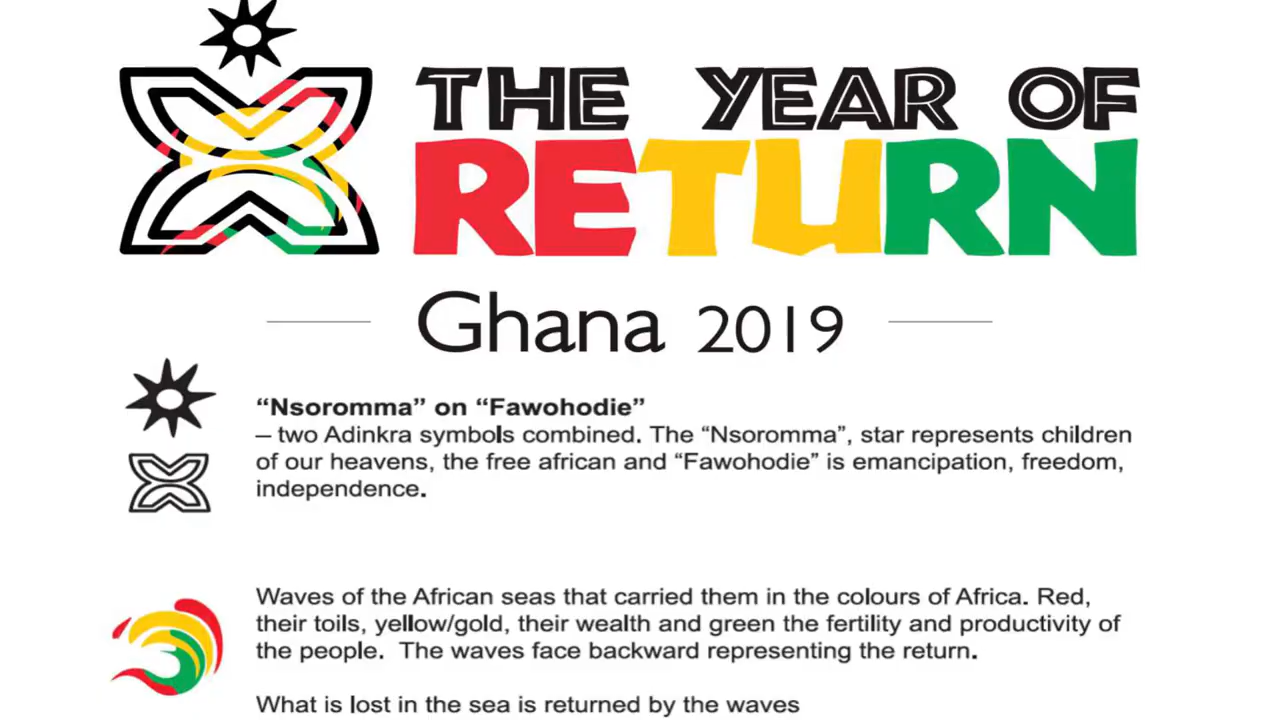 THE YEAR OF
RETURN
Ghana 2019
“Nsoromma” on “Fawohodie”
– two Adinkra symbols combined. The “Nsoromma”, star represents children
of our heavens, the free african and “Fawohodie” is emancipation, freedom,
independence.
Waves of the African seas that carried them in the colours of Africa. Red,
their toils, yellow/gold, their wealth and green the fertility and productivity of
the people.  The waves face backward representing the return.
What is lost in the sea is returned by the waves